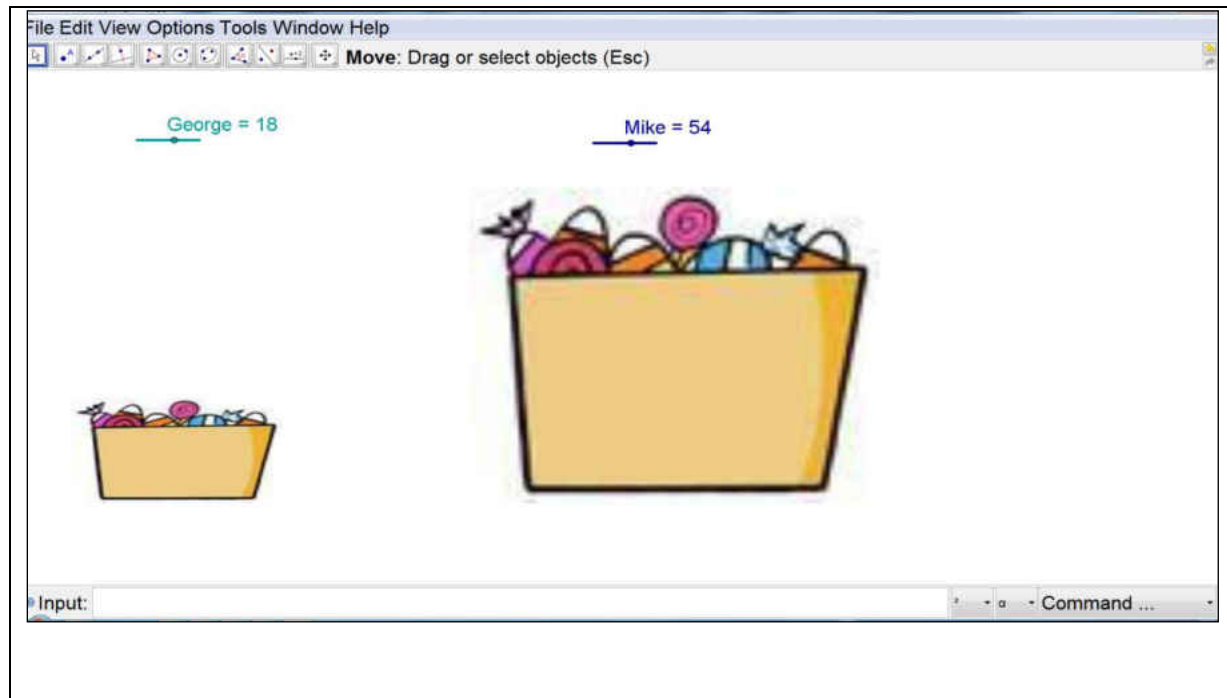 File Edit View Options Tools Window Help
Move: Drag or select objects (Esc)
George = 18
Mike = 54
Input:
α
Command ...